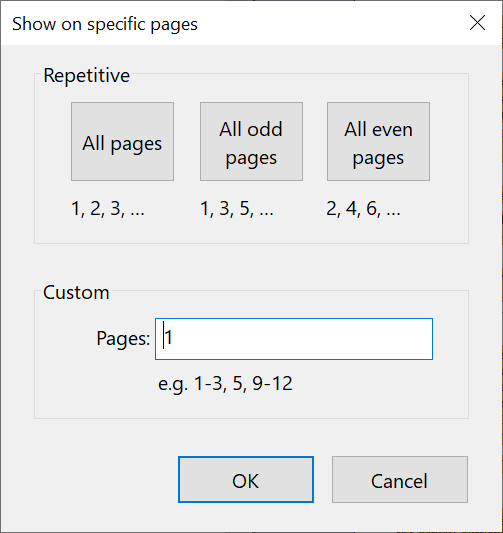 Show on specific pages
Repetitive
All pages
All odd
pages
All even
pages
1, 2, 3, ...
1, 3, 5, ...
2, 4, 6, ...
Custom
Pages: 1
e.g. 1-3, 5, 9-12
OK
Cancel